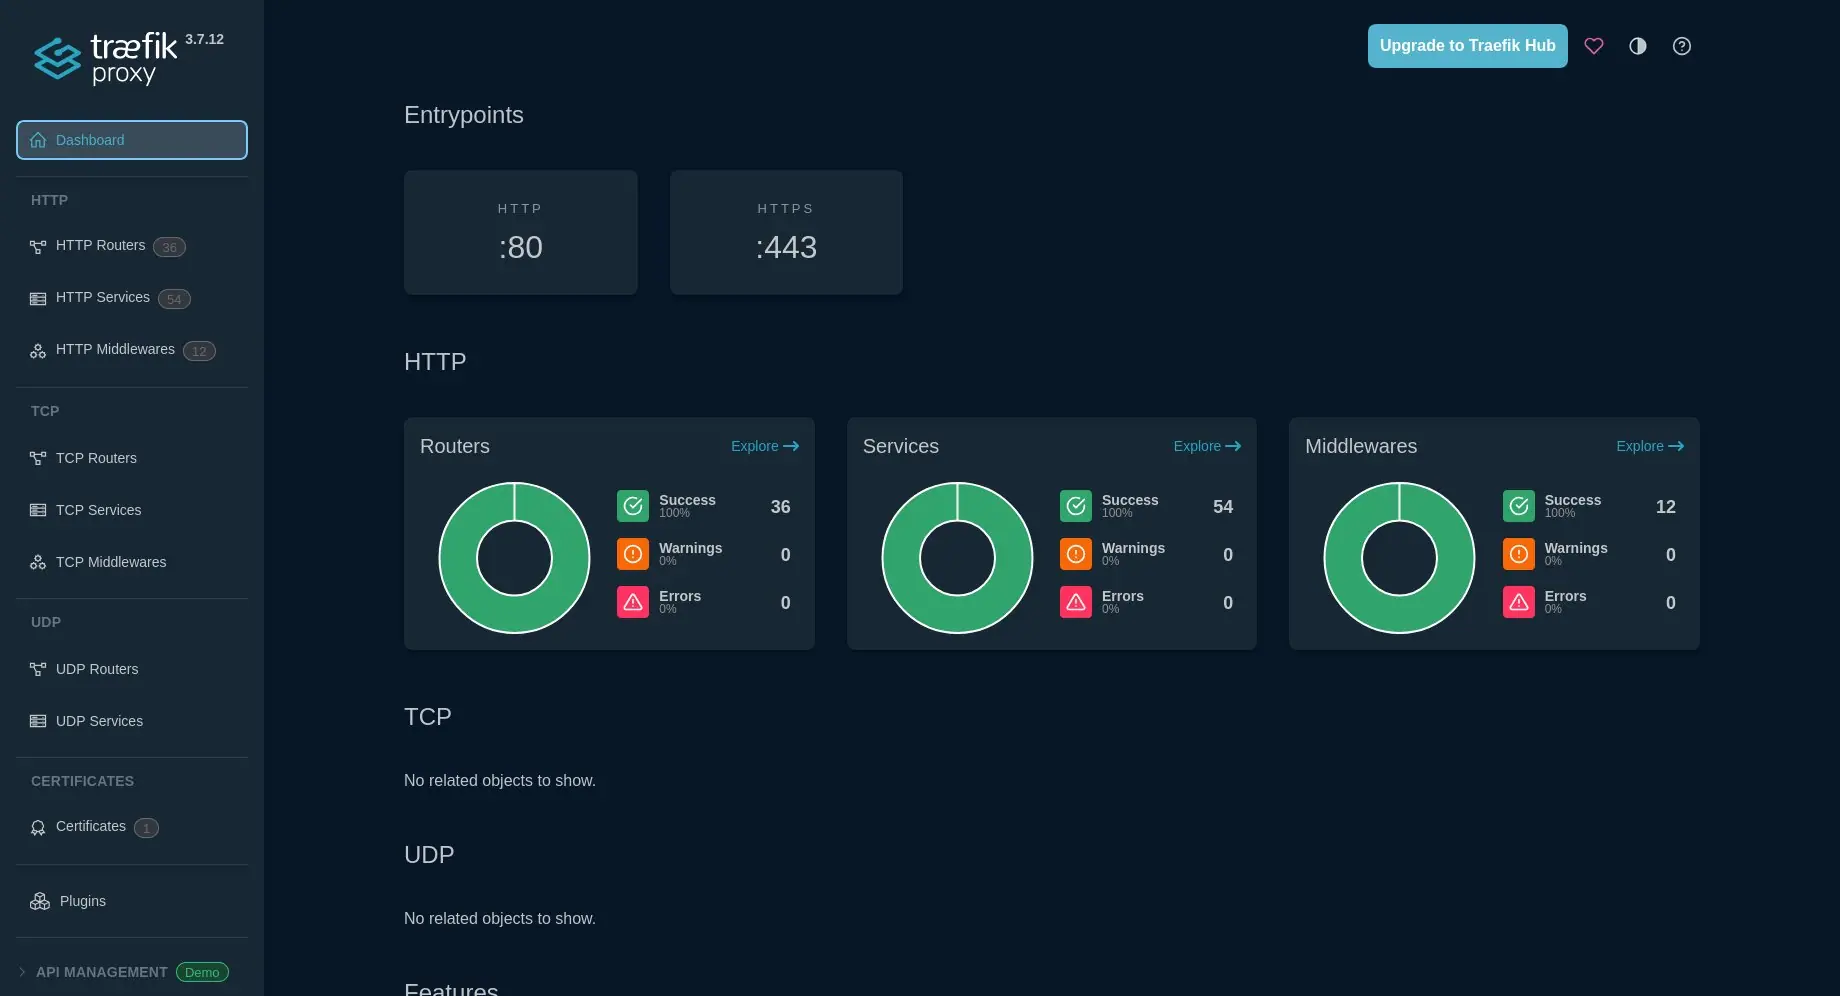 træfik 3.7.12
proxy
Dashboard
HTTP
HTTP Routers 36
HTTP Services 54
HTTP Middlewares 12
TCP
TCP Routers
TCP Services
TCP Middlewares
UDP
UDP Routers
UDP Services
CERTIFICATES
Certificates 1
Plugins
API MANAGEMENT Demo
Upgrade to Traefik Hub
Entrypoints
HTTP
:80
HTTPS
:443
HTTP
Routers Explore
Success 36
100%
Warnings 0
0%
Errors 0
0%
Services Explore
Success 54
100%
Warnings 0
0%
Errors 0
0%
Middlewares Explore
Success 12
100%
Warnings 0
0%
Errors 0
0%
TCP
No related objects to show.
UDP
No related objects to show.
Features